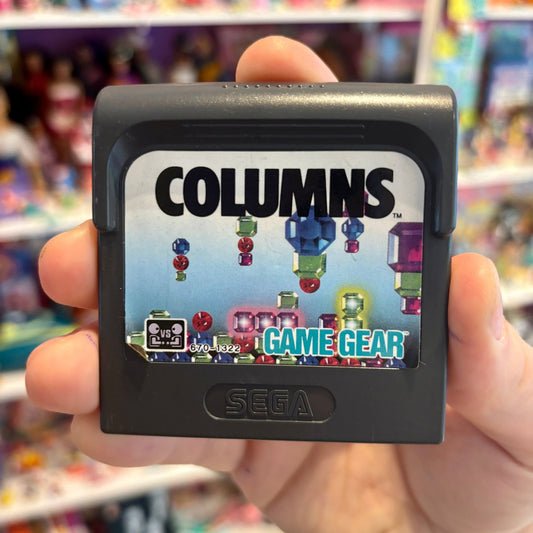 COLUMNS
TM
VS
670-1322
GAME GEAR
SEGA